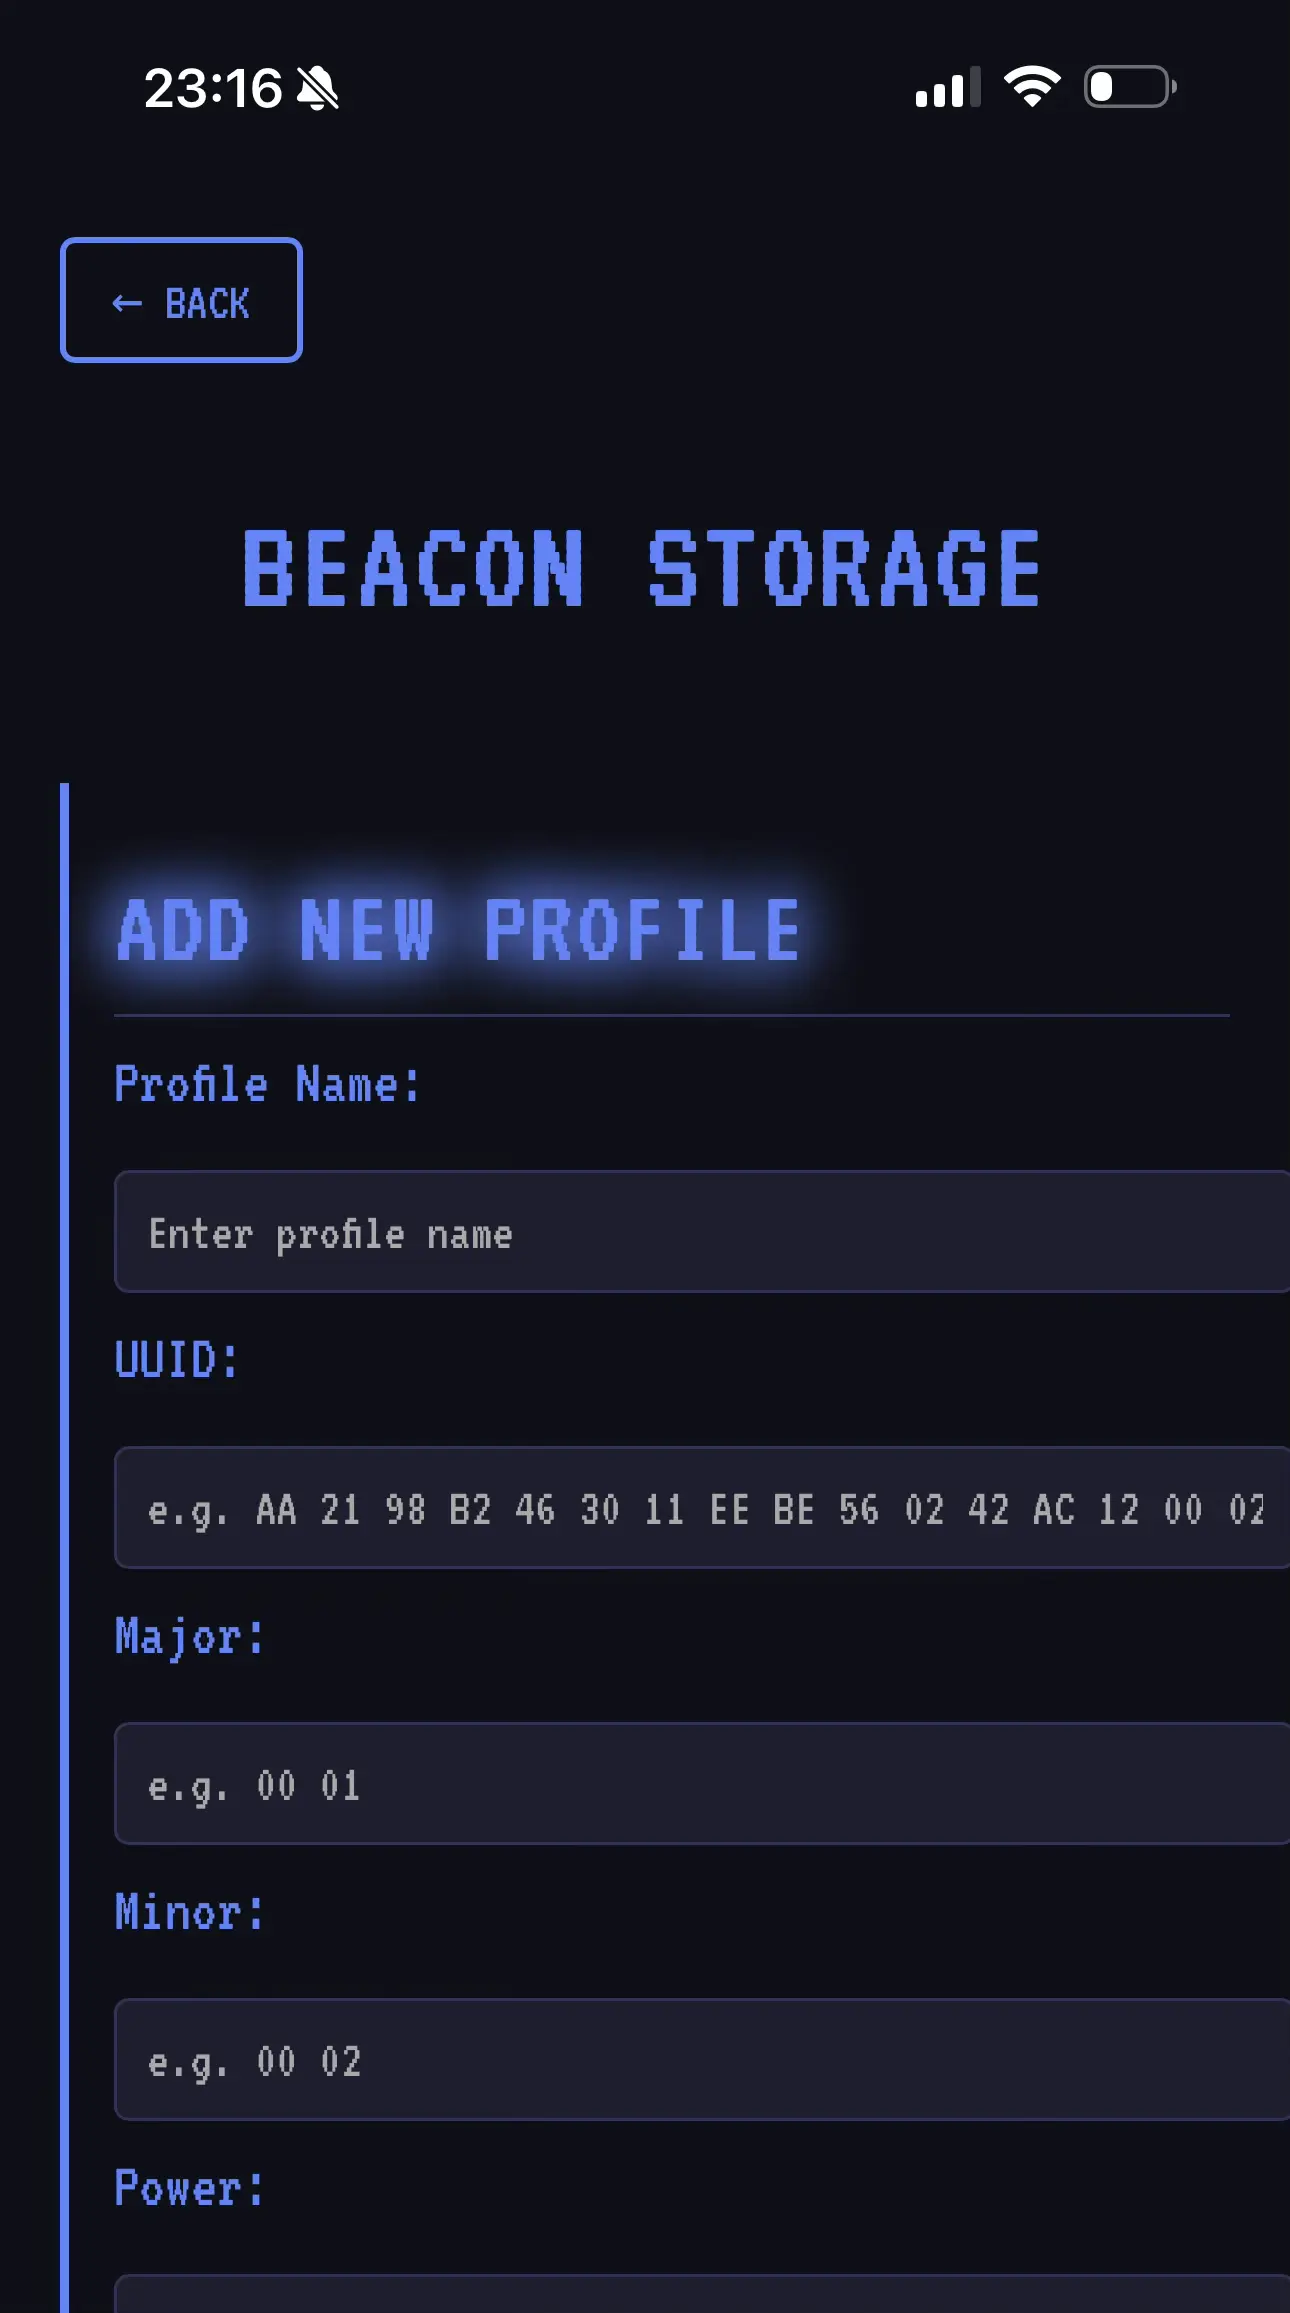 23:16
← BACK
BEACON STORAGE
ADD NEW PROFILE
Profile Name:
Enter profile name
UUID:
e.g. AA 21 98 B2 46 30 11 EE BE 56 02 42 AC 12 00 02
Major:
e.g. 00 01
Minor:
e.g. 00 02
Power: